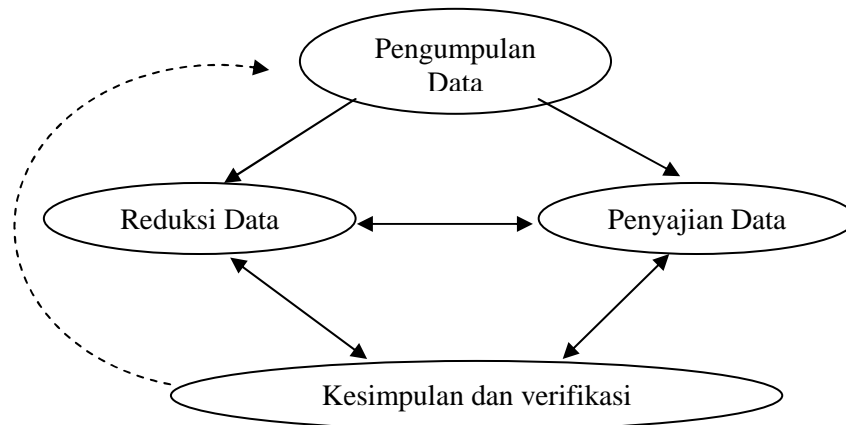 Pengumpulan
Data
Reduksi Data
Penyajian Data
Kesimpulan dan verifikasi